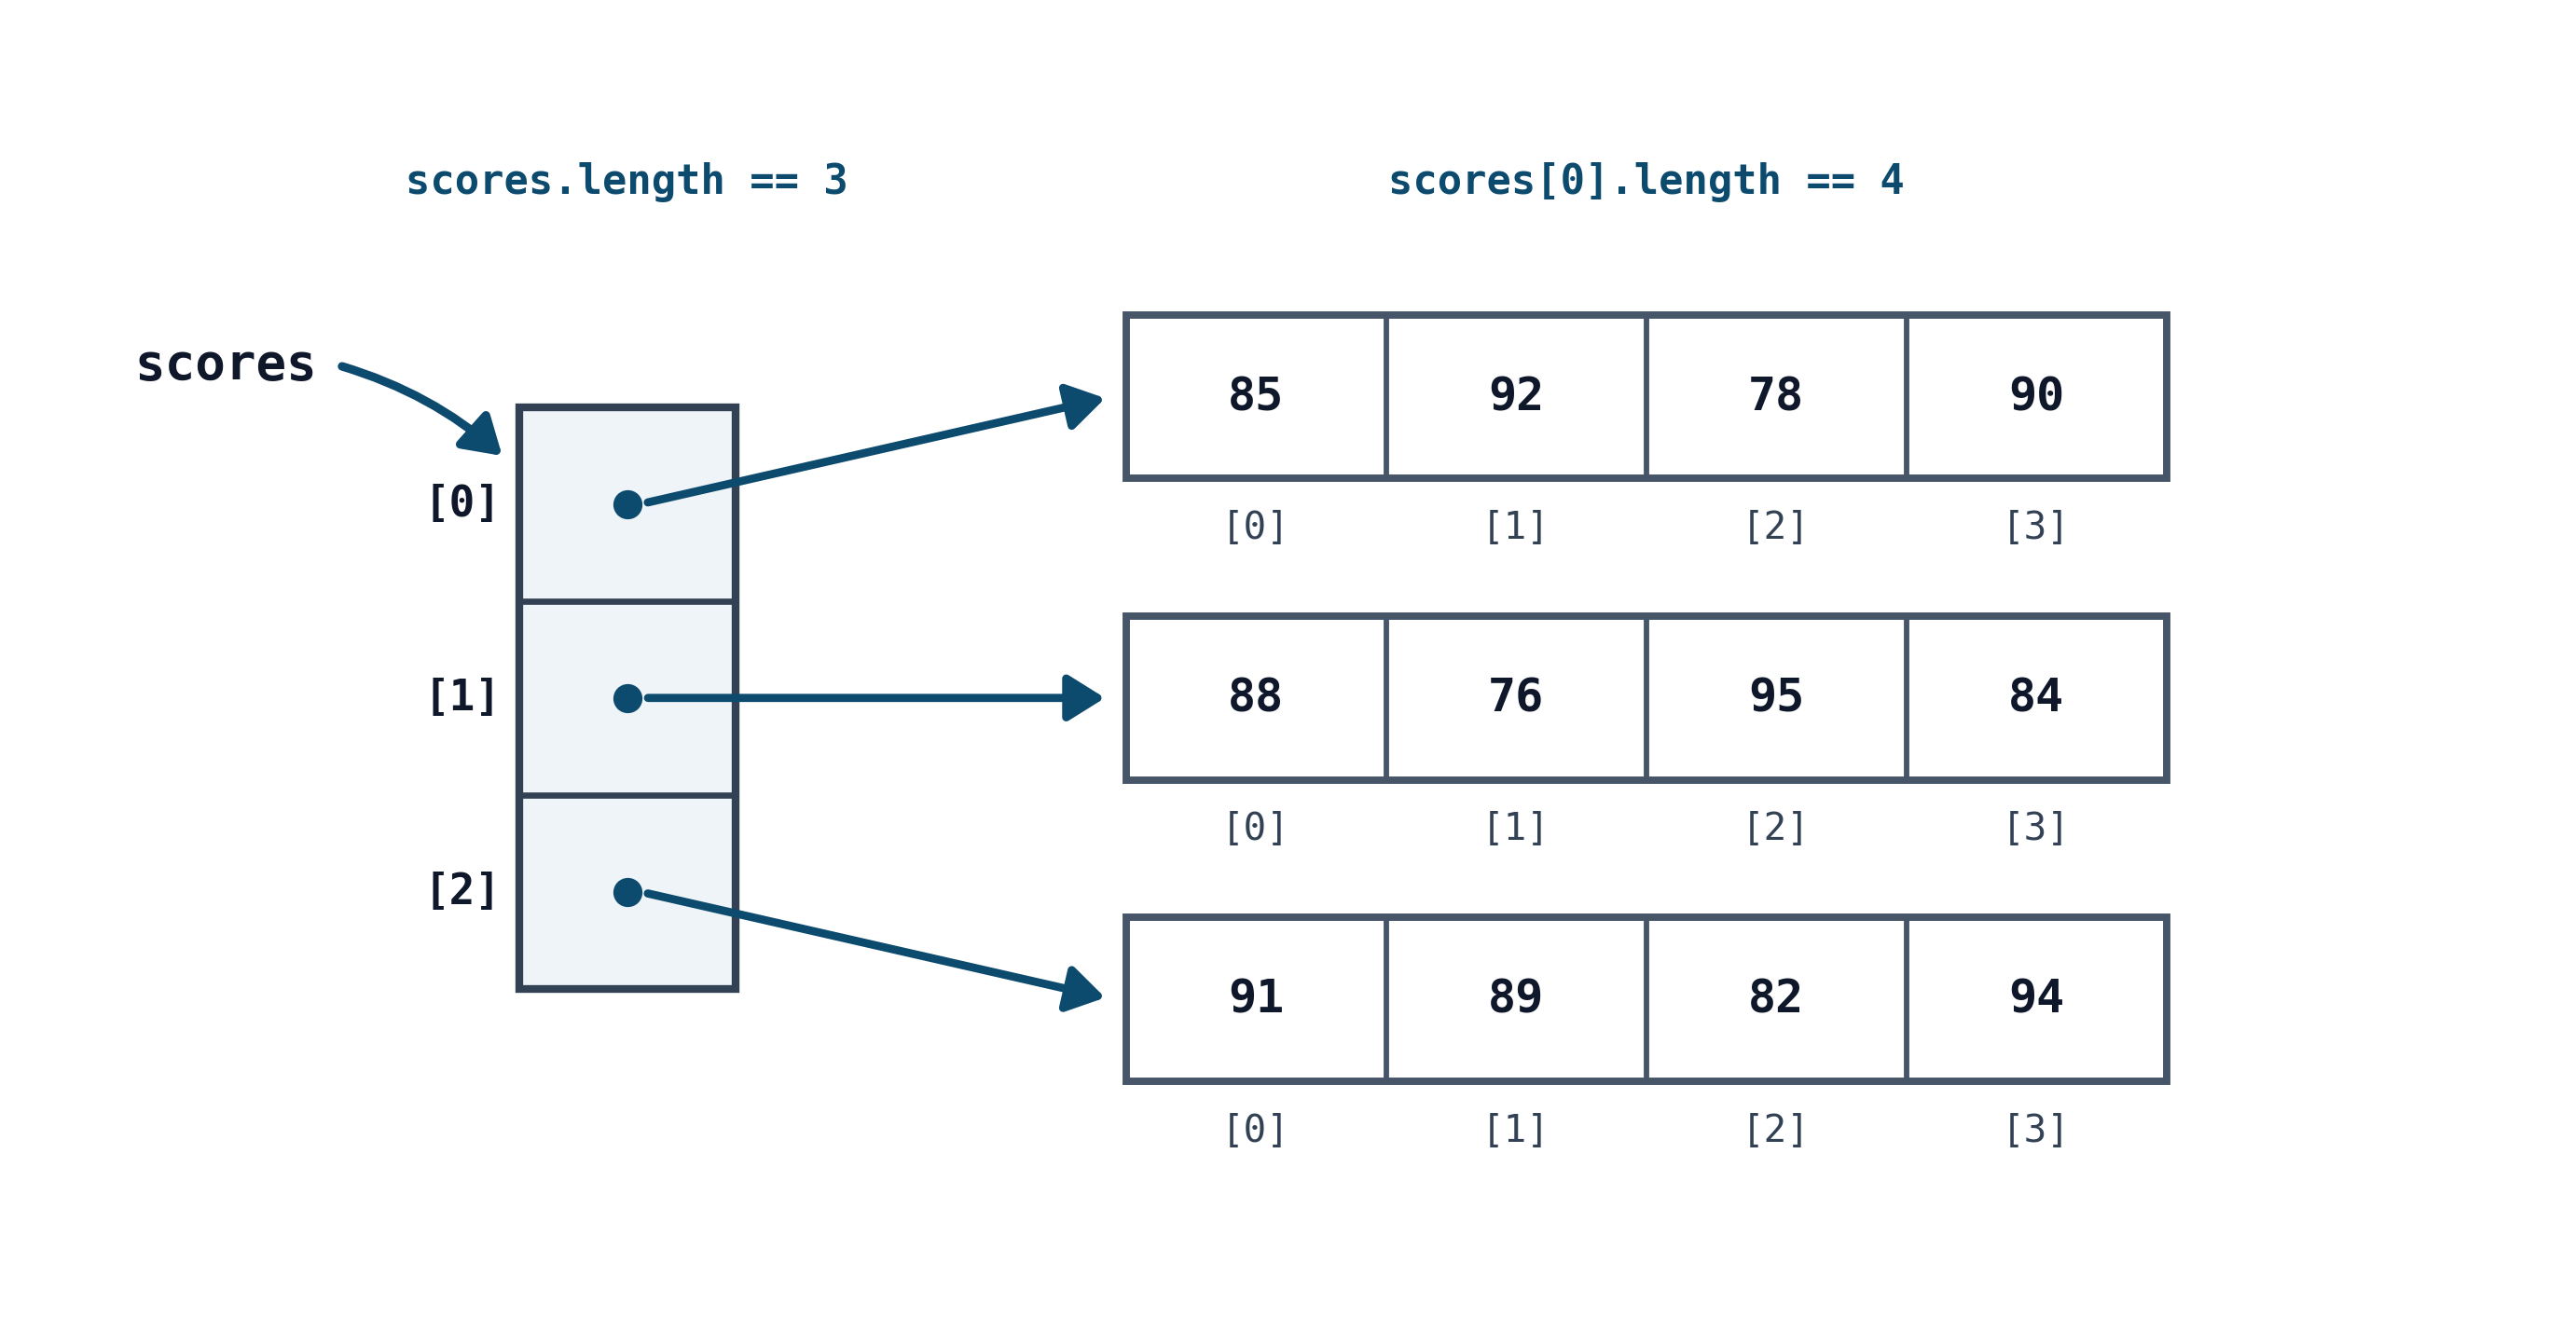 scores.length == 3
scores[0].length == 4
scores
85 92 78 90
[0]
[0] [1] [2] [3]
88 76 95 84
[1]
[0] [1] [2] [3]
[2]
91 89 82 94
[0] [1] [2] [3]